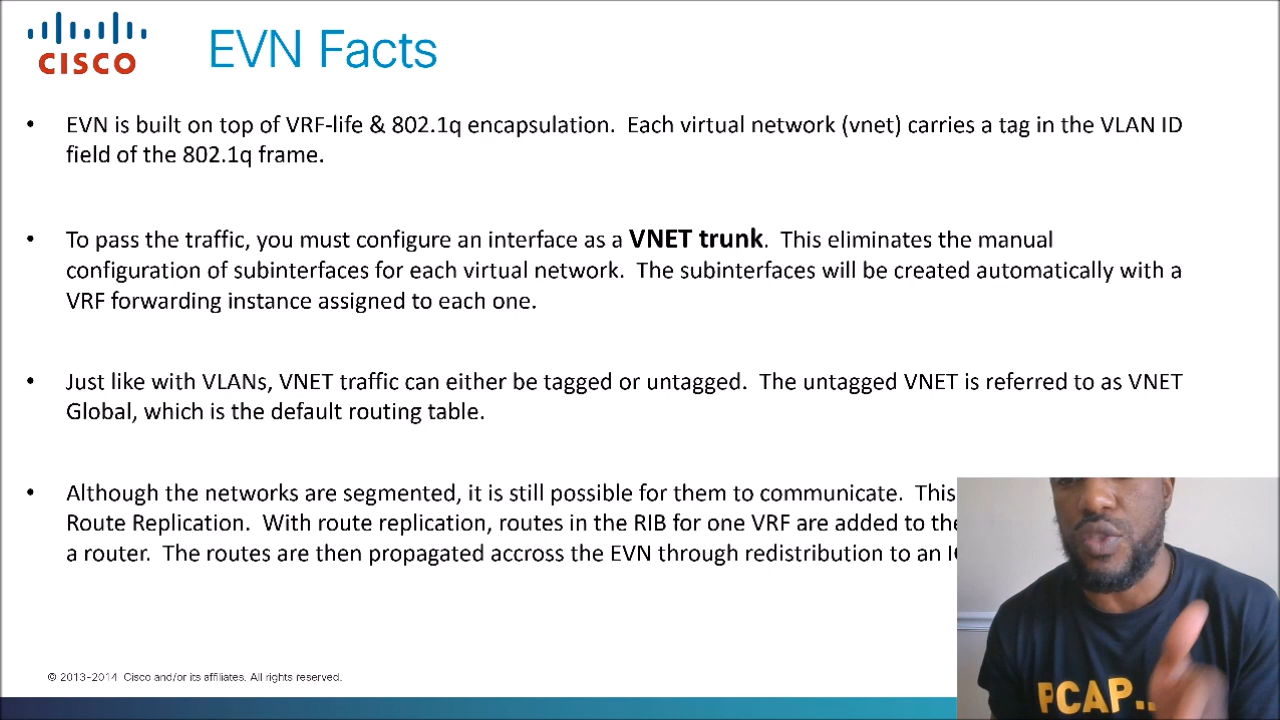 CISCO
EVN Facts
• EVN is built on top of VRF-life & 802.1q encapsulation. Each virtual network (vnet) carries a tag in the VLAN ID
field of the 802.1q frame.
• To pass the traffic, you must configure an interface as a VNET trunk. This eliminates the manual
configuration of subinterfaces for each virtual network. The subinterfaces will be created automatically with a
VRF forwarding instance assigned to each one.
• Just like with VLANs, VNET traffic can either be tagged or untagged. The untagged VNET is referred to as VNET
Global, which is the default routing table.
• Although the networks are segmented, it is still possible for them to communicate. This
Route Replication. With route replication, routes in the RIB for one VRF are added to the
a router. The routes are then propagated accross the EVN through redistribution to an
© 2013-2014 Cisco and/or its affiliates. All rights reserved.
PCAP..